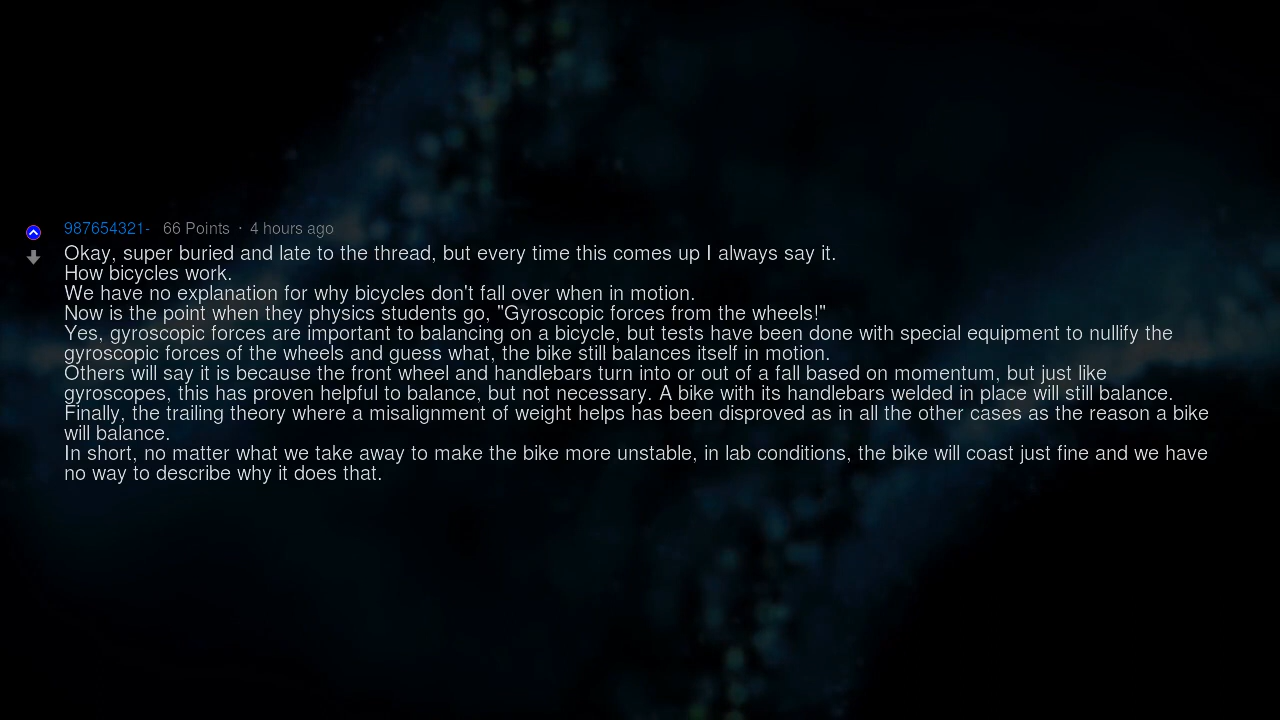 987654321- 66 Points · 4 hours ago
Okay, super buried and late to the thread, but every time this comes up I always say it.
How bicycles work.
We have no explanation for why bicycles don't fall over when in motion.
Now is the point when they physics students go, "Gyroscopic forces from the wheels!"
Yes, gyroscopic forces are important to balancing on a bicycle, but tests have been done with special equipment to nullify the
gyroscopic forces of the wheels and guess what, the bike still balances itself in motion.
Others will say it is because the front wheel and handlebars turn into or out of a fall based on momentum, but just like
gyroscopes, this has proven helpful to balance, but not necessary. A bike with its handlebars welded in place will still balance.
Finally, the trailing theory where a misalignment of weight helps has been disproved as in all the other cases as the reason a bike
will balance.
In short, no matter what we take away to make the bike more unstable, in lab conditions, the bike will coast just fine and we have
no way to describe why it does that.